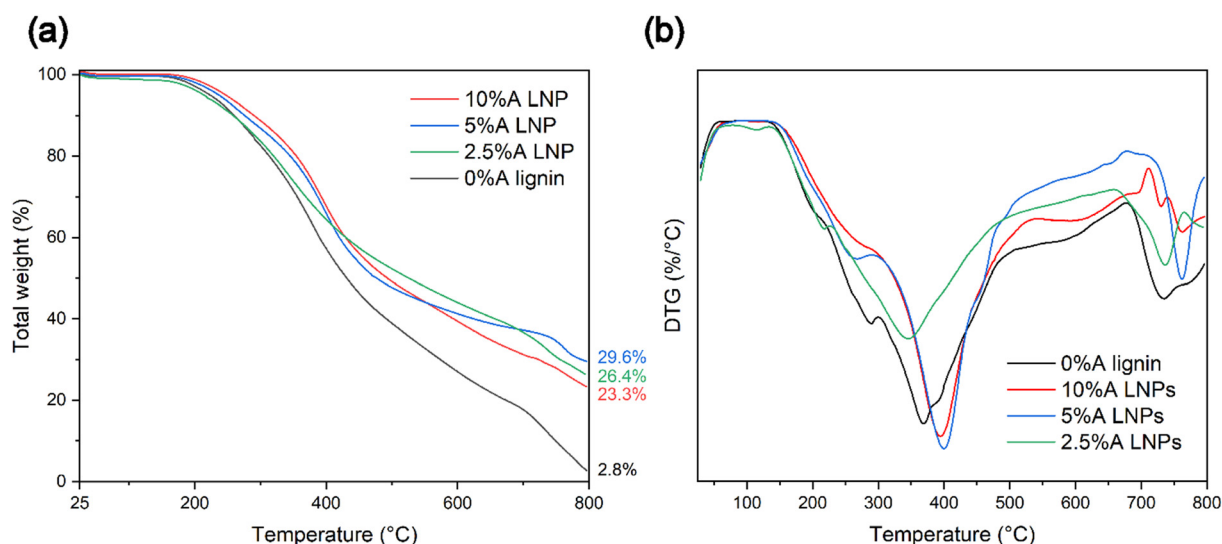 (a)
100
80
60
40
20
0
Total weight (%)
10%A LNP
5%A LNP
2.5%A LNP
0%A lignin
29.6%
26.4%
23.3%
2.8%
25 200 400 600 800
Temperature (°C)
(b)
DTG (%/°C)
0%A lignin
10%A LNPs
5%A LNPs
2.5%A LNPs
100 200 300 400 500 600 700 800
Temperature (°C)